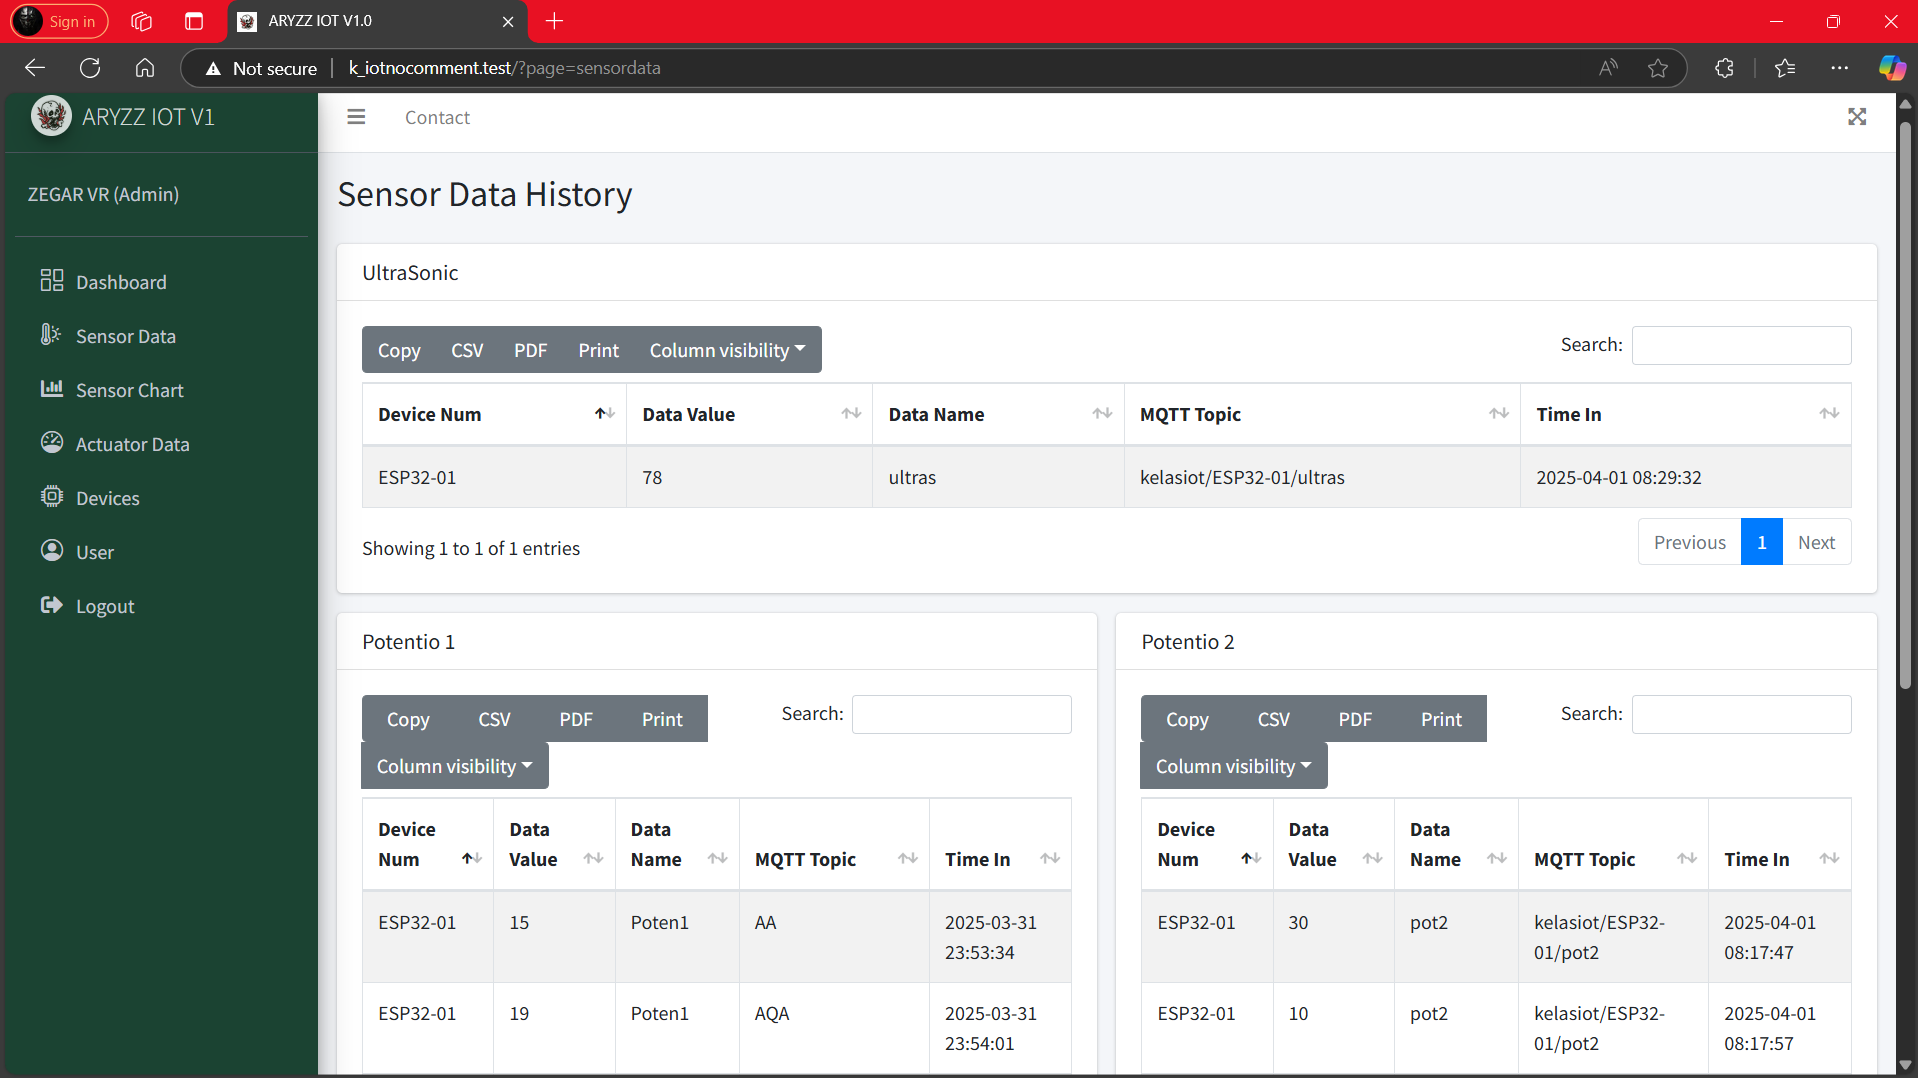 Sign in
ARYZZ IOT V1.0
Not secure
k_iotnocomment.test/?page=sensordata
ARYZZ IOT V1
Contact
ZEGAR VR (Admin)
Dashboard
Sensor Data
Sensor Chart
Actuator Data
Devices
User
Logout
Sensor Data History
UltraSonic
Copy CSV PDF Print Column visibility
Search:
Device Num Data Value Data Name MQTT Topic Time In
ESP32-01 78 ultras kelasiot/ESP32-01/ultras 2025-04-01 08:29:32
Showing 1 to 1 of 1 entries
Previous 1 Next
Potentio 1
Copy CSV PDF Print
Column visibility
Search:
Device Num Data Value Data Name MQTT Topic Time In
ESP32-01 15 Poten1 AA 2025-03-31 23:53:34
ESP32-01 19 Poten1 AQA 2025-03-31 23:54:01
Potentio 2
Copy CSV PDF Print
Column visibility
Search:
Device Num Data Value Data Name MQTT Topic Time In
ESP32-01 30 pot2 kelasiot/ESP32-01/pot2 2025-04-01 08:17:47
ESP32-01 10 pot2 kelasiot/ESP32-01/pot2 2025-04-01 08:17:57